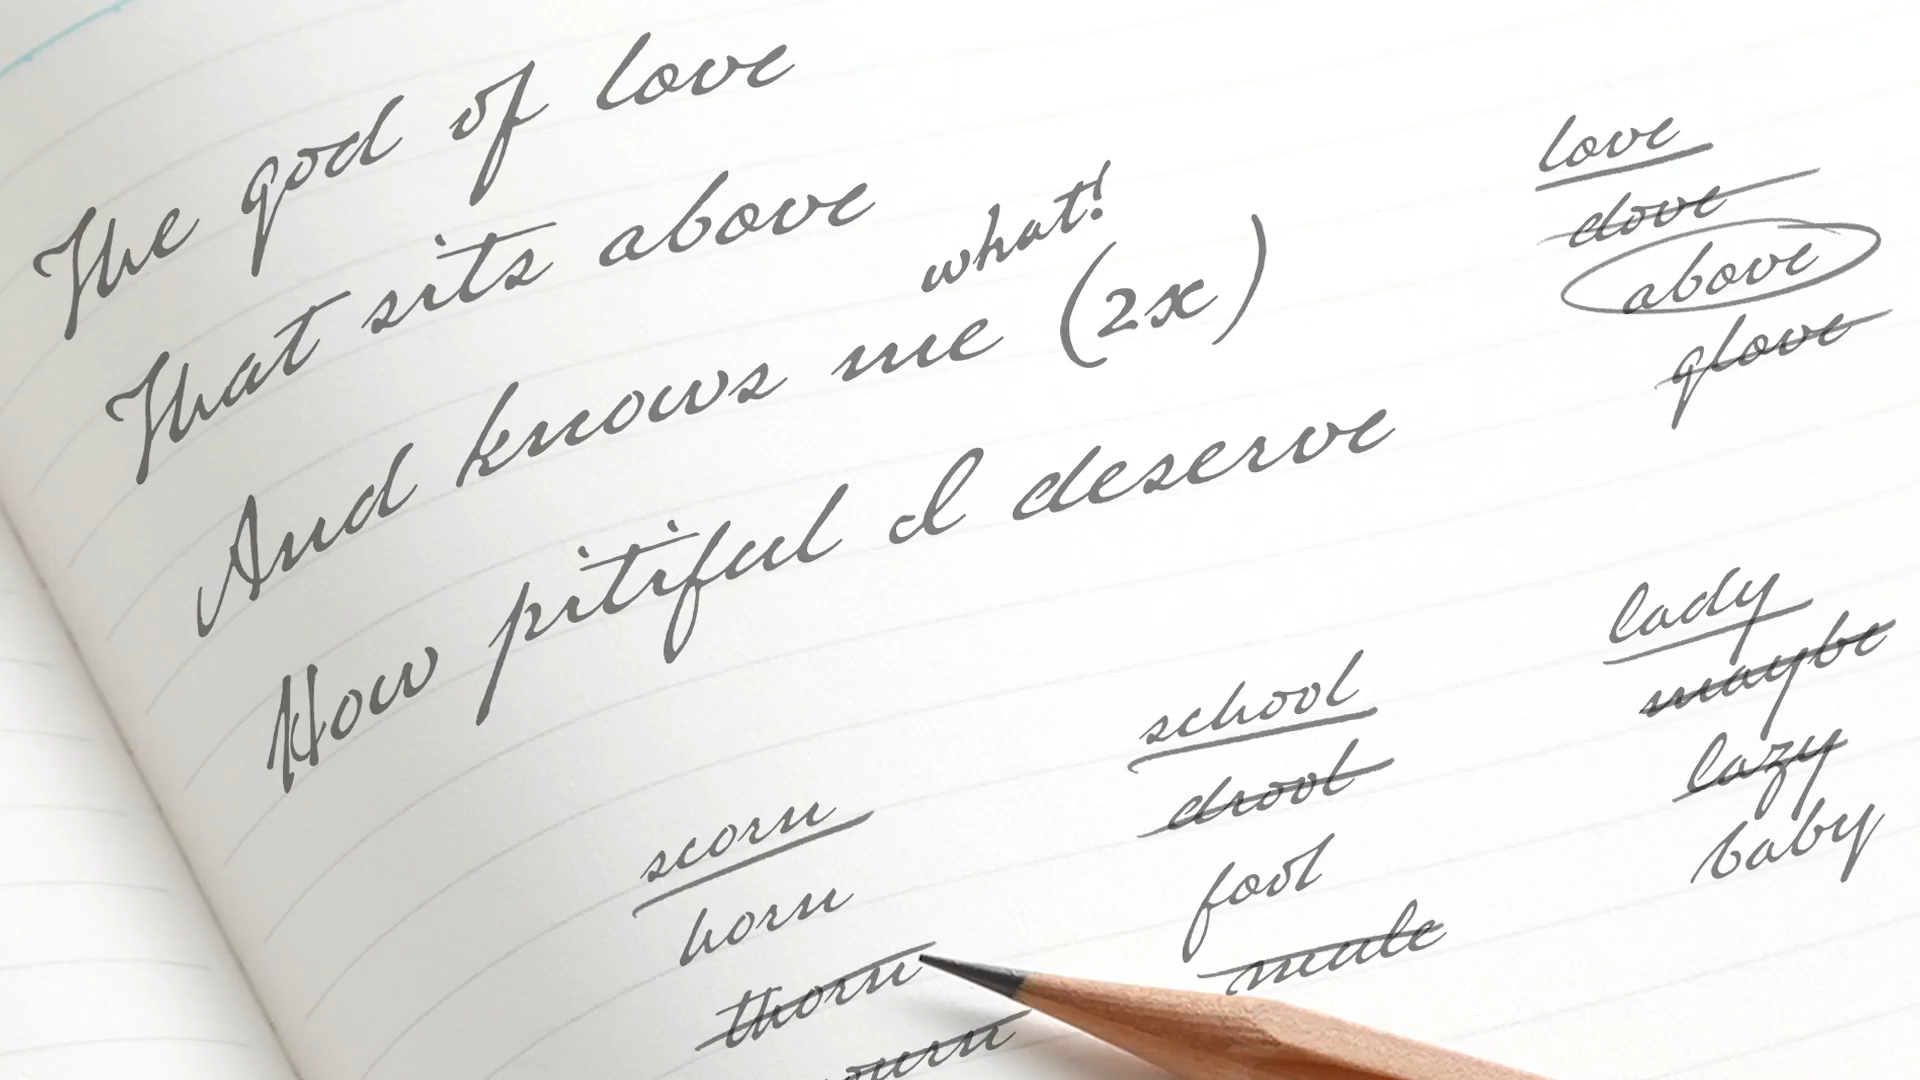 The god of love
That sits above
what!
And knows me (2x)
How pitiful I deserve
love
dove
above
glove
scorn
horn
thorn
school
drool
fool
mule
lady
maybe
lazy
baby